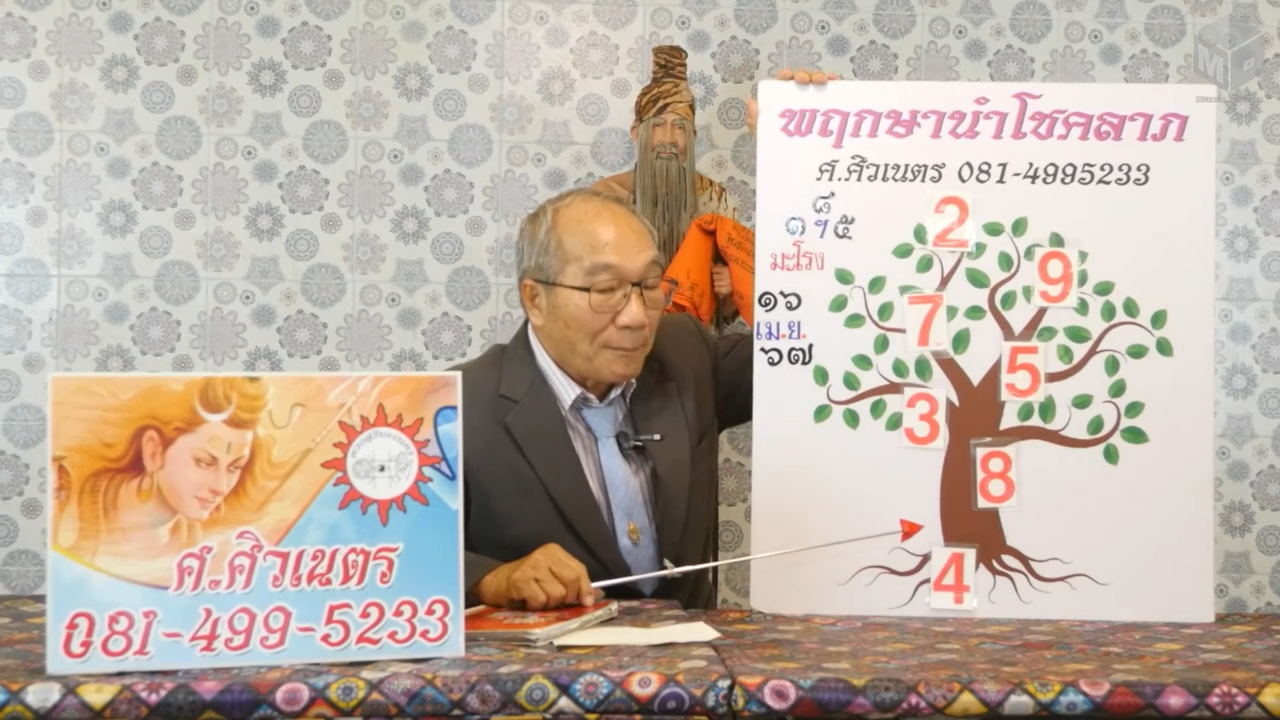 พฤกษานำโชคลาภ
ศ.ศิวเนตร 081-4995233
๘
๑ ฯ ๕
มะโรง
๑๖
เม.ย.
๖๗
2
9
7
5
3
8
4
ศ.ศิวเนตร
081-499-5233